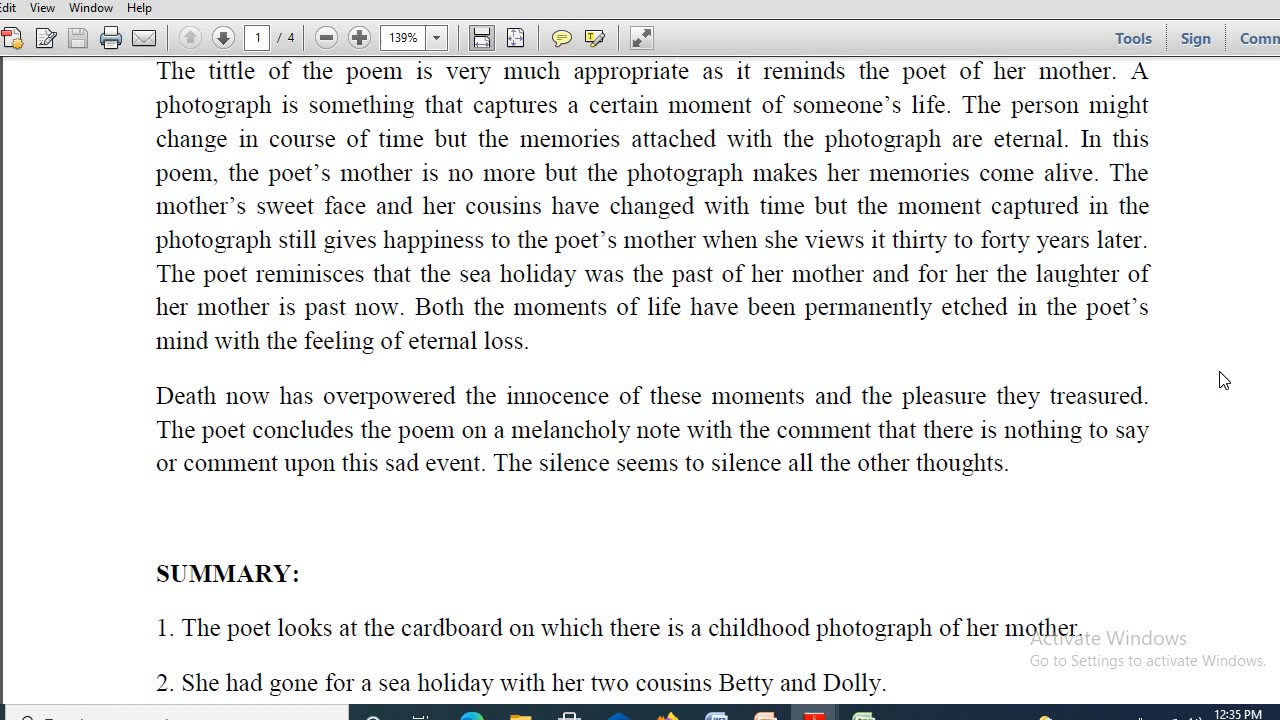 Edit View Window Help
1 / 4 139% Tools Sign Comm
The tittle of the poem is very much appropriate as it reminds the poet of her mother. A
photograph is something that captures a certain moment of someone’s life. The person might
change in course of time but the memories attached with the photograph are eternal. In this
poem, the poet’s mother is no more but the photograph makes her memories come alive. The
mother’s sweet face and her cousins have changed with time but the moment captured in the
photograph still gives happiness to the poet’s mother when she views it thirty to forty years later.
The poet reminisces that the sea holiday was the past of her mother and for her the laughter of
her mother is past now. Both the moments of life have been permanently etched in the poet’s
mind with the feeling of eternal loss.
Death now has overpowered the innocence of these moments and the pleasure they treasured.
The poet concludes the poem on a melancholy note with the comment that there is nothing to say
or comment upon this sad event. The silence seems to silence all the other thoughts.
SUMMARY:
1. The poet looks at the cardboard on which there is a childhood photograph of her mother.
Activate Windows
Go to Settings to activate Windows.
2. She had gone for a sea holiday with her two cousins Betty and Dolly.
12:35 PM